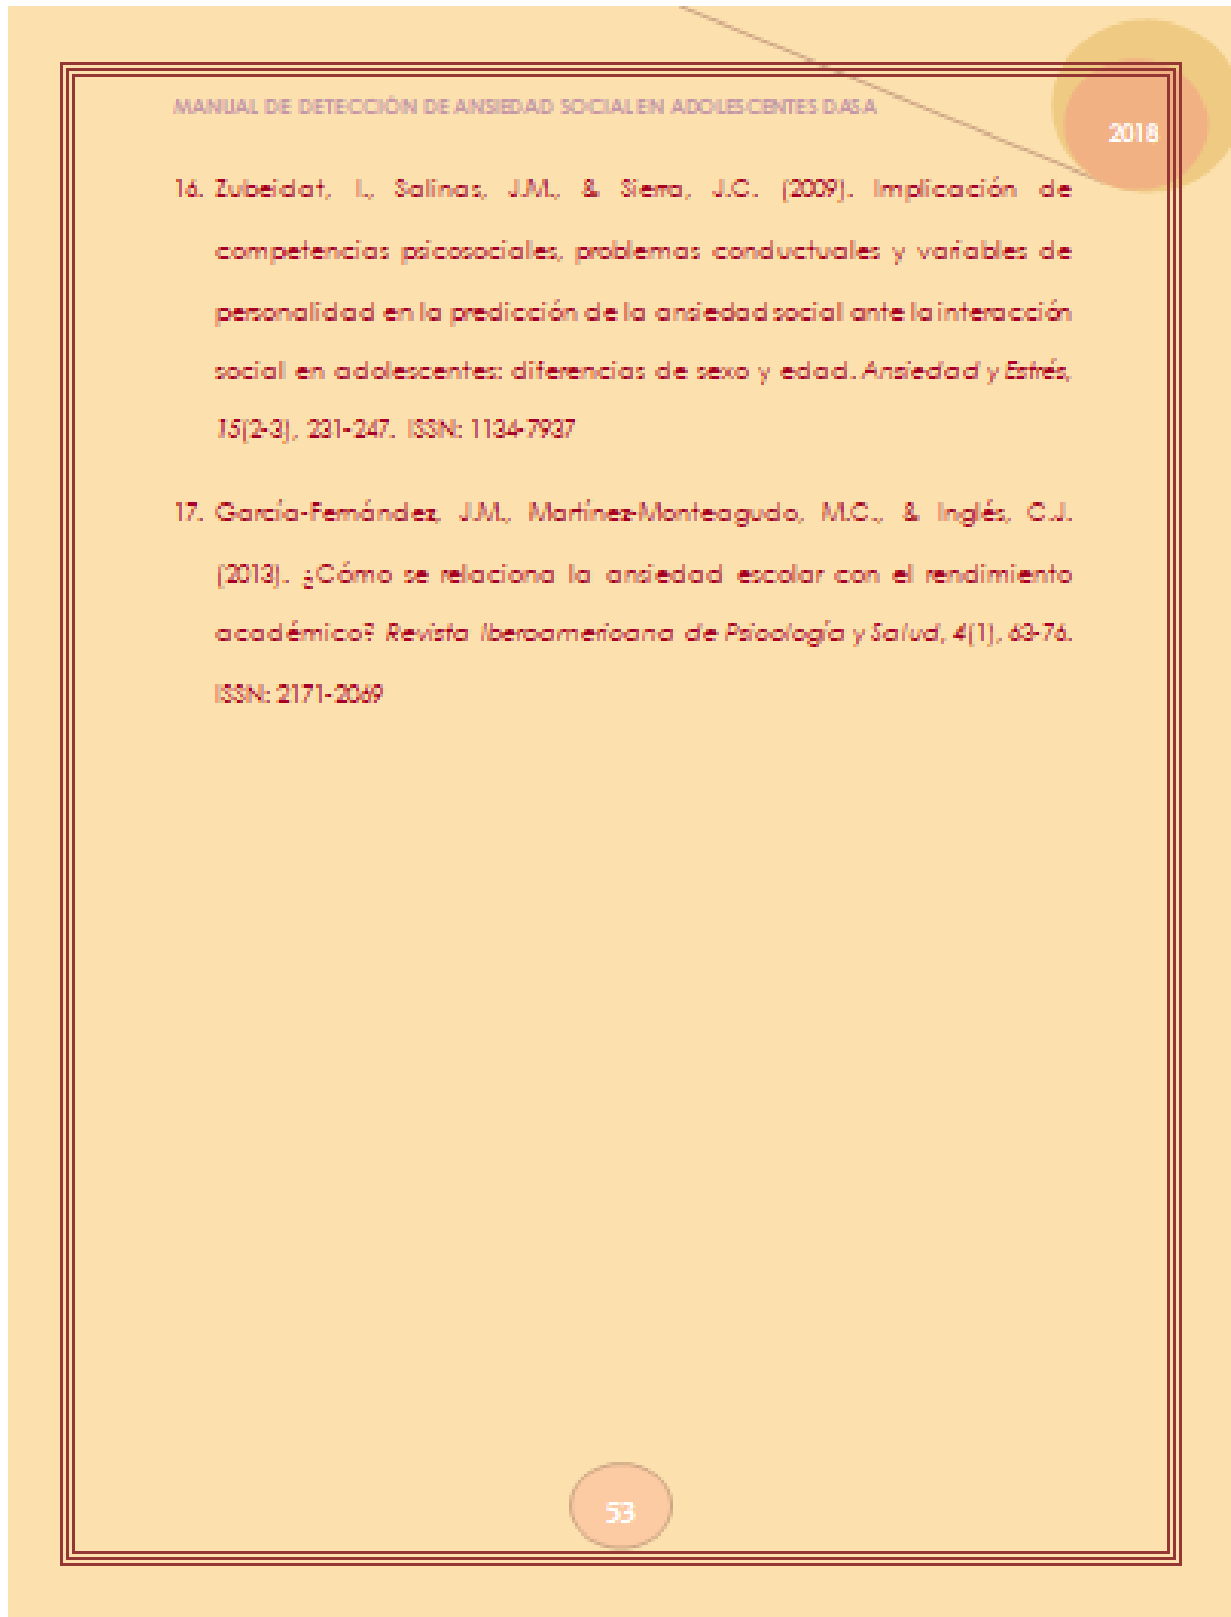 MANUAL DE DETECCIÓN DE ANSIEDAD SOCIAL EN ADOLESCENTES DASA
2018
16. Zubeidat, I., Salinas, J.M., & Sierra, J.C. (2009). Implicación de
competencias psicosociales, problemas conductuales y variables de
personalidad en la predicción de la ansiedad social ante la interacción
social en adolescentes: diferencias de sexo y edad. Ansiedad y Estrés,
15(2-3), 231-247. ISSN: 1134-7937
17. García-Fernández, J.M., Martínez-Monteagudo, M.C., & Inglés, C.J.
(2013). ¿Cómo se relaciona la ansiedad escolar con el rendimiento
académico? Revista Iberoamericana de Psicología y Salud, 4(1), 63-76.
ISSN: 2171-2069
53